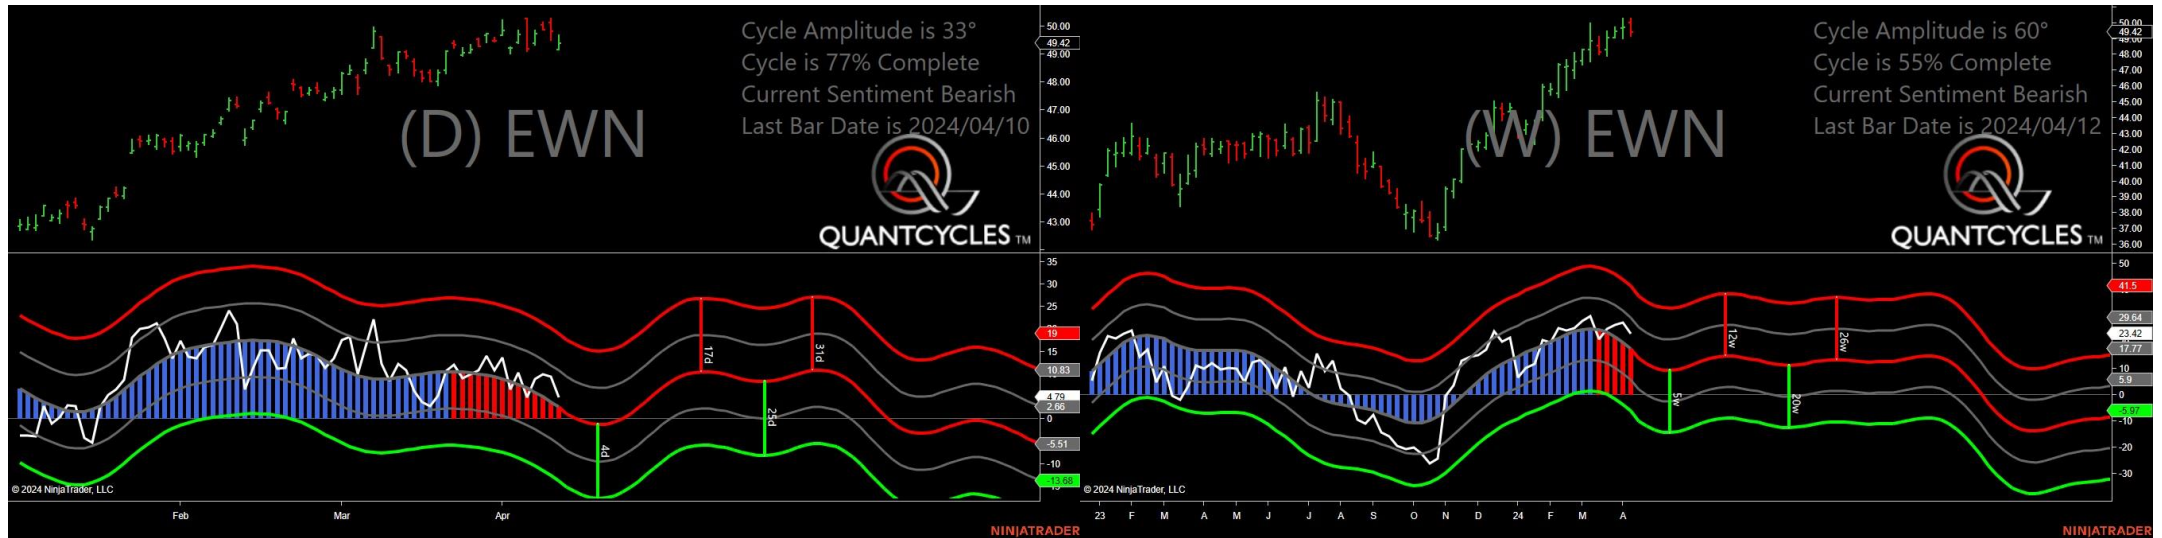 Cycle Amplitude is 33°
Cycle is 77% Complete
Current Sentiment Bearish
Last Bar Date is 2024/04/10
(D) EWN
QUANTCYCLES TM
50.00
49.42
49.00
48.00
47.00
46.00
45.00
44.00
43.00
35
30
25
19
15
10.83
4.79
2.66
0
-5.51
-10
-13.68
17d
31d
25d
4d
© 2024 NinjaTrader, LLC
Feb Mar Apr
NINJATRADER
Cycle Amplitude is 60°
Cycle is 55% Complete
Current Sentiment Bearish
Last Bar Date is 2024/04/12
(W) EWN
QUANTCYCLES TM
50.00
49.42
49.00
48.00
47.00
46.00
45.00
44.00
43.00
42.00
41.00
40.00
39.00
38.00
37.00
36.00
50
41.5
29.64
23.42
17.77
10
5.9
0
-5.97
-10
-20
-30
12w
26w
5w
20w
© 2024 NinjaTrader, LLC
23 F M A M J J A S O N D 24 F M A
NINJATRADER